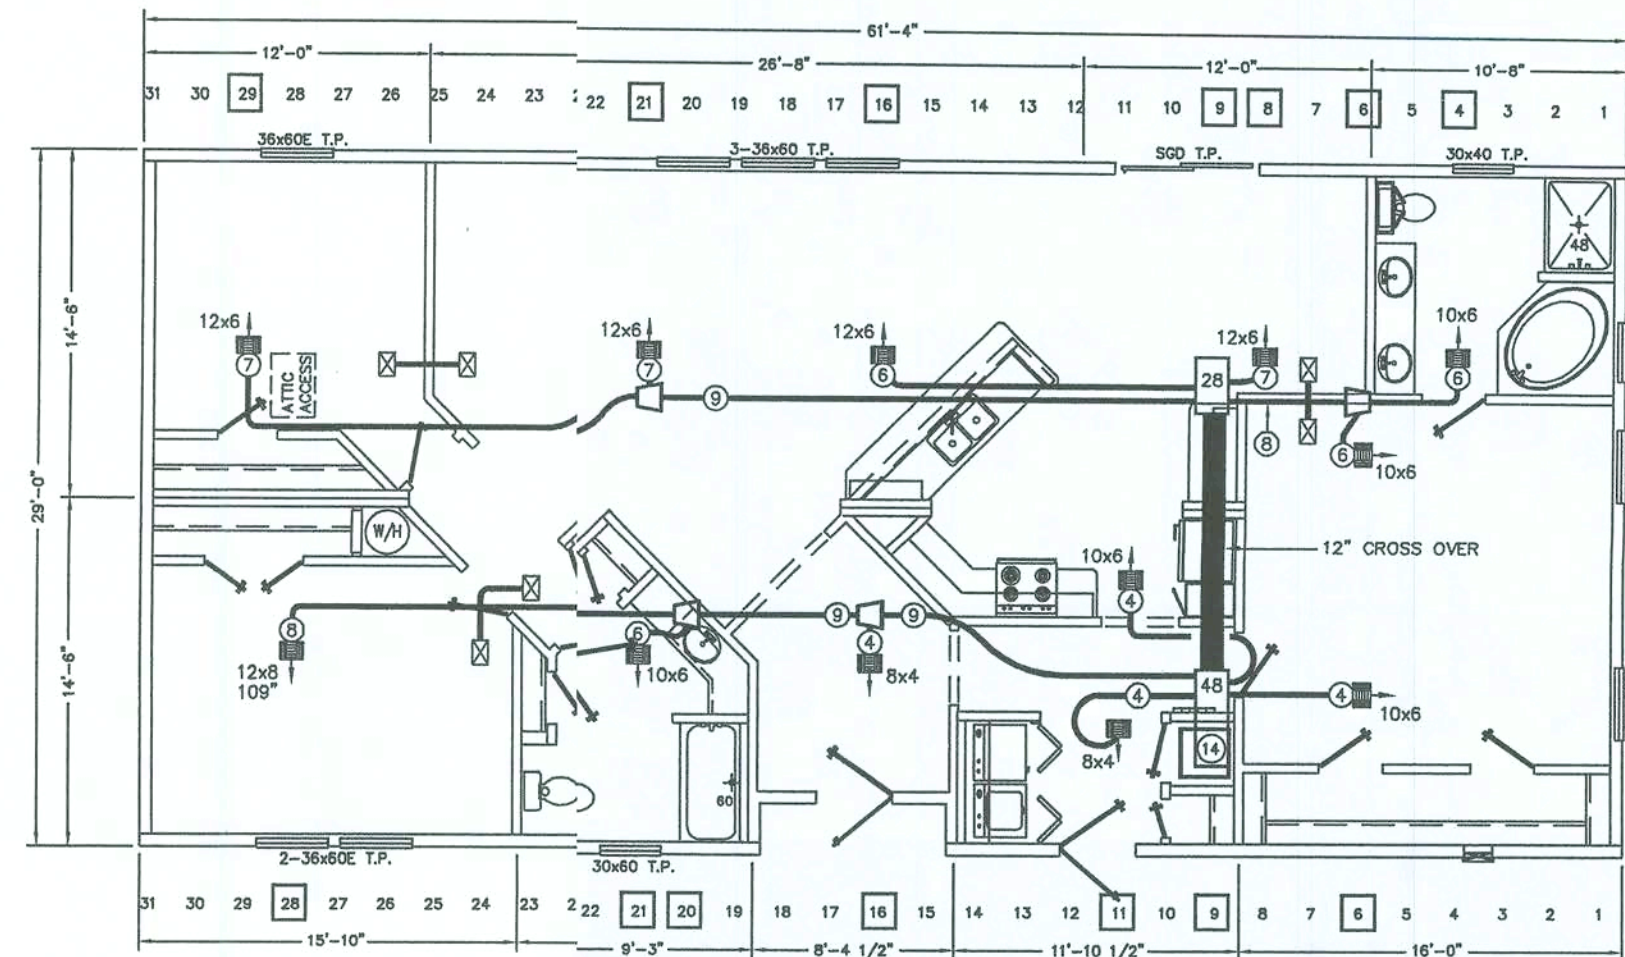 61'-4"
12'-0" 26'-8" 12'-0" 10'-8"
31 30 29 28 27 26 25 24 23 22 21 20 19 18 17 16 15 14 13 12 11 10 9 8 7 6 5 4 3 2 1
36x60E T.P. 3-36x60 T.P. SGD T.P. 30x40 T.P.
48
14'-6"
29'-0"
12x6 12x6 12x6 12x6 10x6
7 7 6 28 7 6
ATTIC
ACCESS
9
8 6 10x6
W/H
12" CROSS OVER
10x6
4
8 6 9 4 9
12x8
109"
10x6 8x4
14'-6"
48
4 4 10x6
8x4
14
60
2-36x60E T.P. 30x60 T.P.
31 30 29 28 27 26 25 24 23 2 22 21 20 19 18 17 16 15 14 13 12 11 10 9 8 7 6 5 4 3 2 1
15'-10" 9'-3" 8'-4 1/2" 11'-10 1/2" 16'-0"